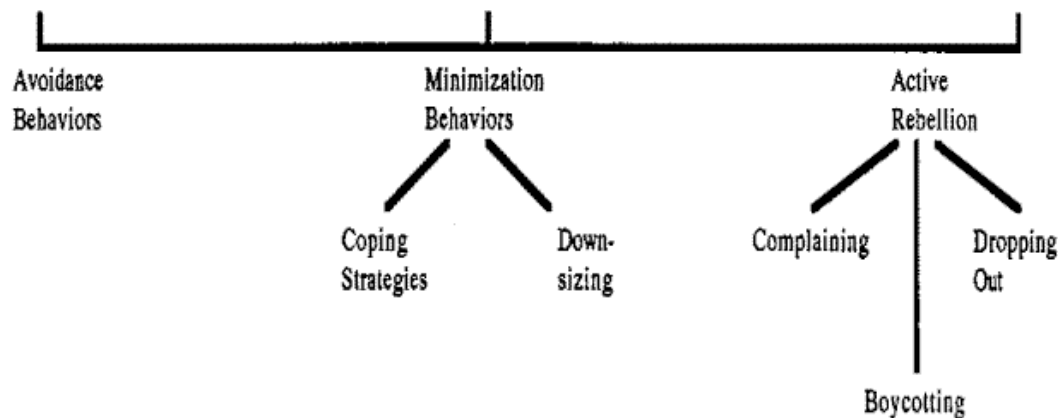 Avoidance
Behaviors
Minimization
Behaviors
Active
Rebellion
Coping
Strategies
Down-
sizing
Complaining
Dropping
Out
Boycotting